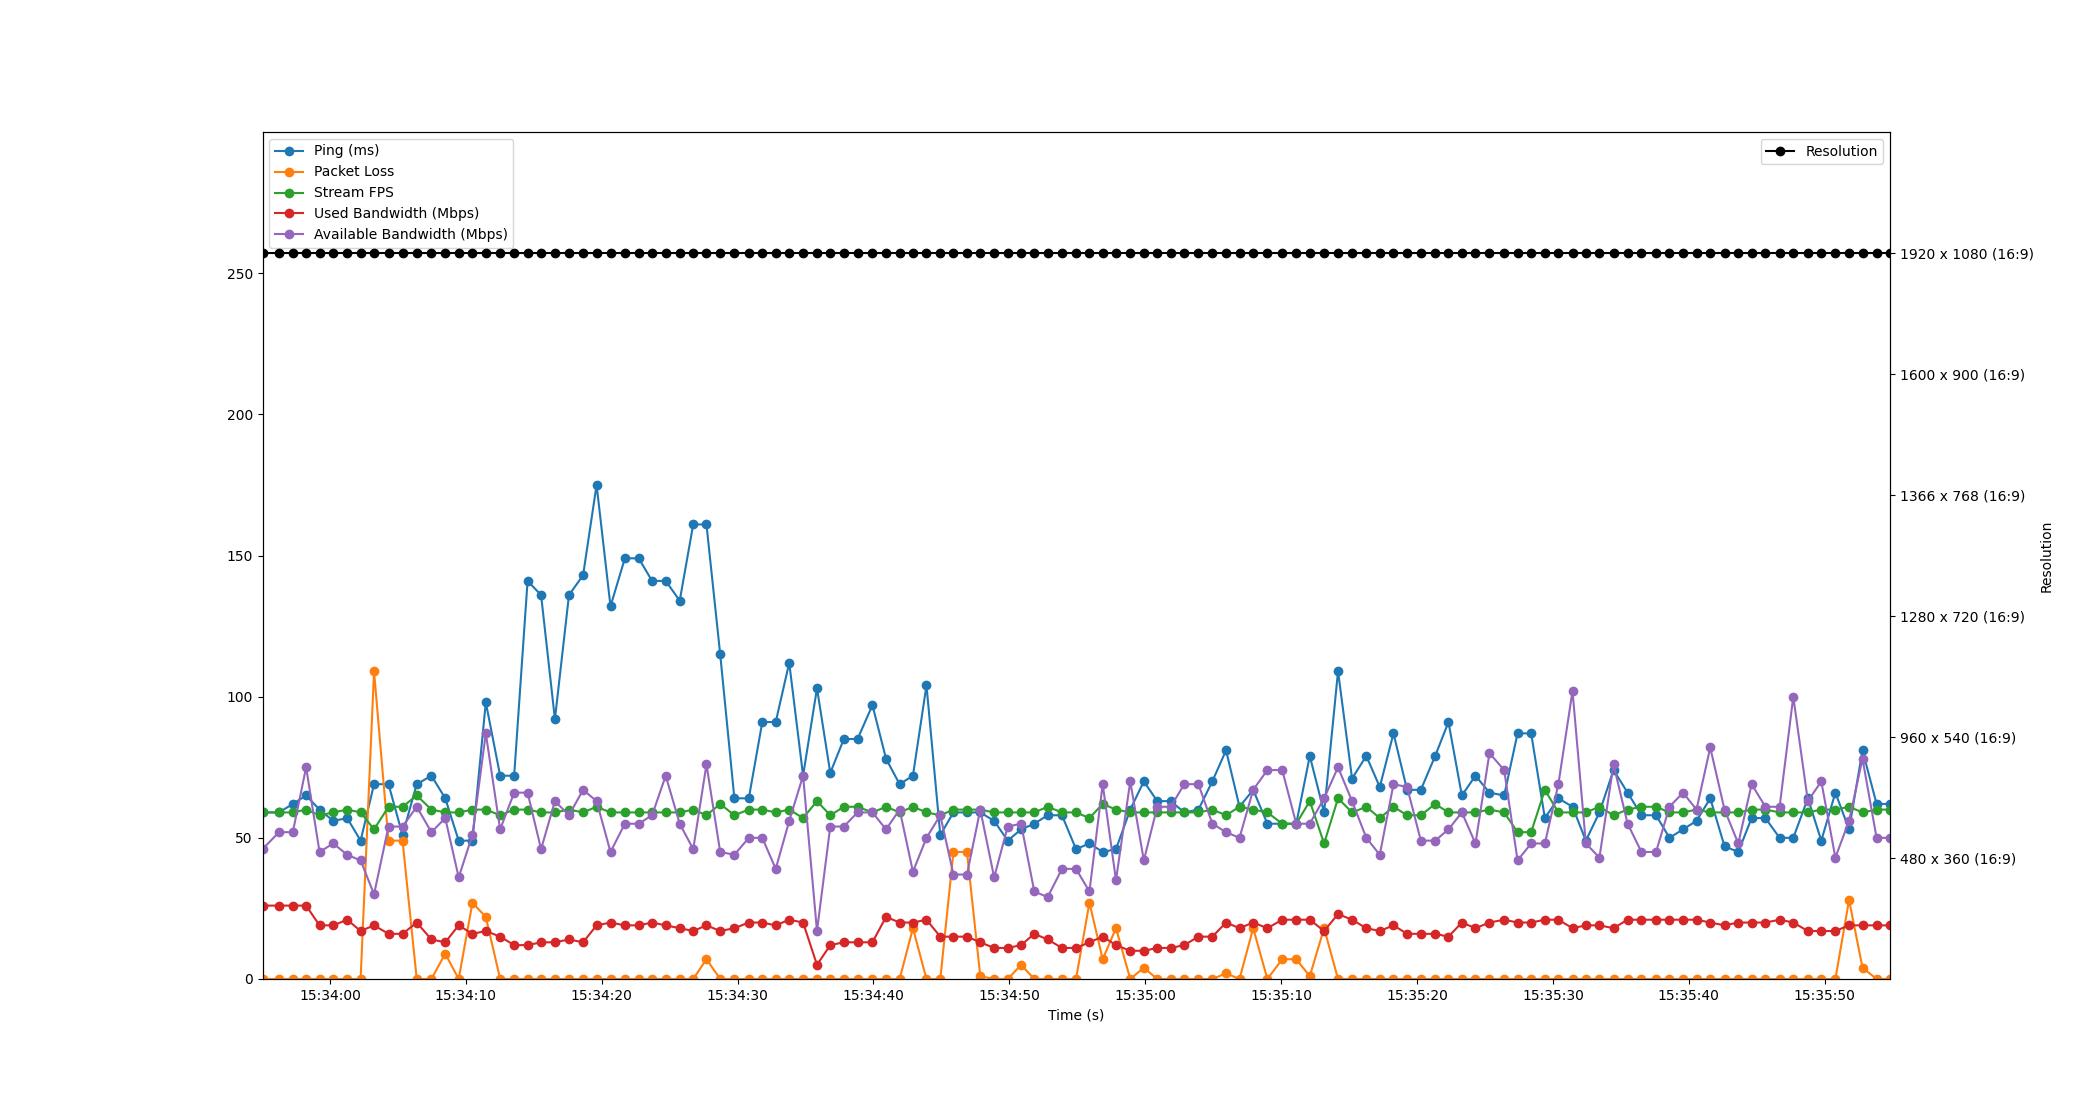 Ping (ms)
Packet Loss
Stream FPS
Used Bandwidth (Mbps)
Available Bandwidth (Mbps)
Resolution
250
200
150
100
50
0
1920 x 1080 (16:9)
1600 x 900 (16:9)
1366 x 768 (16:9)
1280 x 720 (16:9)
960 x 540 (16:9)
480 x 360 (16:9)
Resolution
15:34:00
15:34:10
15:34:20
15:34:30
15:34:40
15:34:50
15:35:00
15:35:10
15:35:20
15:35:30
15:35:40
15:35:50
Time (s)